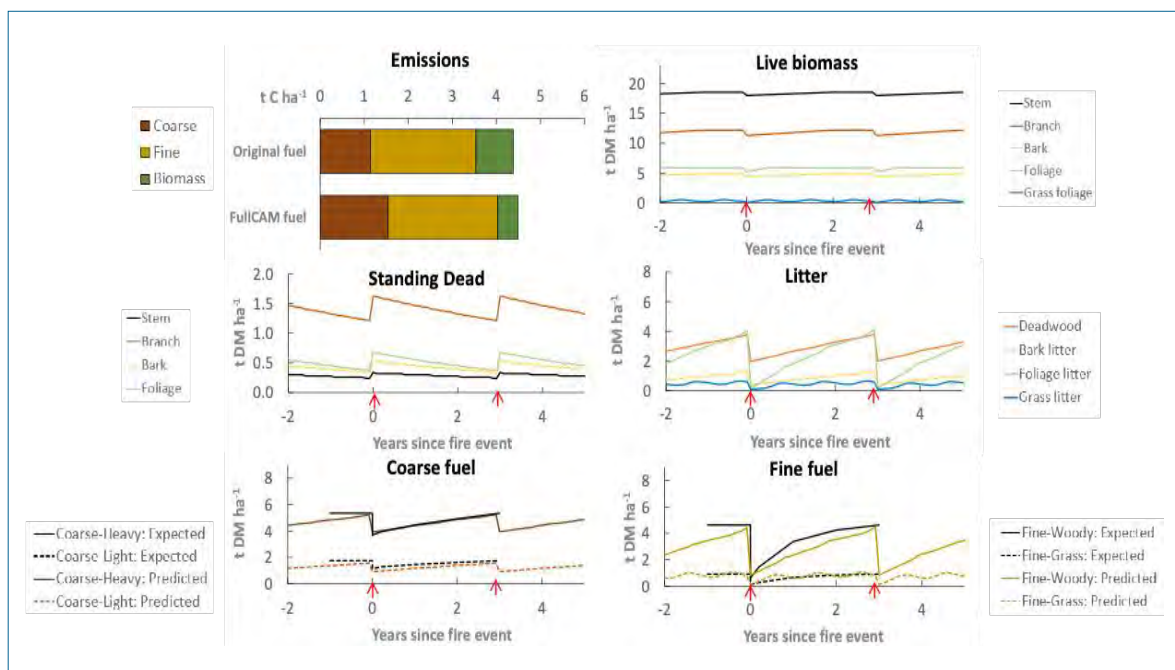 Emissions
t C ha-1
0 1 2 3 4 5 6
Coarse
Fine
Biomass
Original fuel
FullCAM fuel
Live biomass
t DM ha-1
20
15
10
5
0
-2 0 2 4
Years since fire event
Stem
Branch
Bark
Foliage
Grass foliage
Standing Dead
t DM ha-1
2.0
1.5
1.0
0.5
0.0
-2 0 2 4
Years since fire event
Stem
Branch
Bark
Foliage
Litter
t DM ha-1
8
6
4
2
0
-2 0 2 4
Years since fire event
Deadwood
Bark litter
Foliage litter
Grass litter
Coarse fuel
t DM ha-1
8
6
4
2
0
-2 0 2 4
Years since fire event
Coarse-Heavy: Expected
Coarse-Light: Expected
Coarse-Heavy: Predicted
Coarse-Light: Predicted
Fine fuel
t DM ha-1
8
6
4
2
0
-2 0 2 4
Years since fire event
Fine-Woody: Expected
Fine-Grass: Expected
Fine-Woody: Predicted
Fine-Grass: Predicted